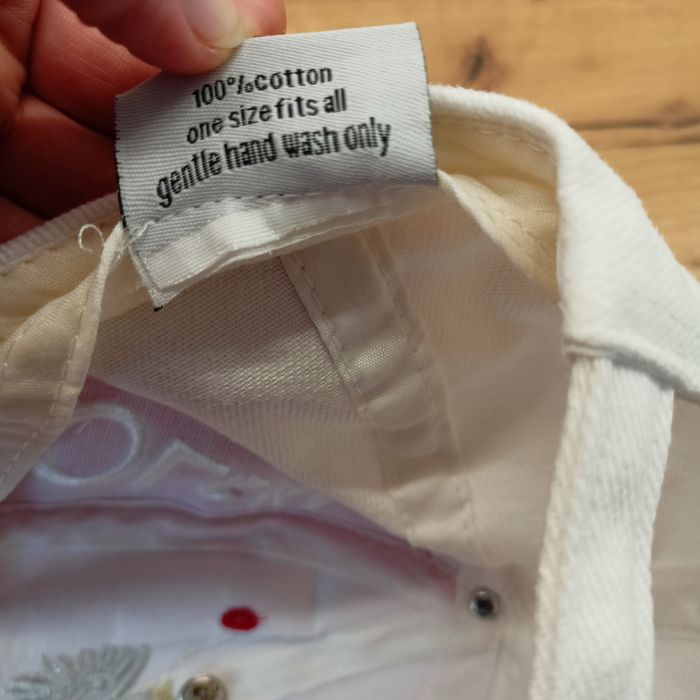 100%cotton
one size fits all
gentle hand wash only